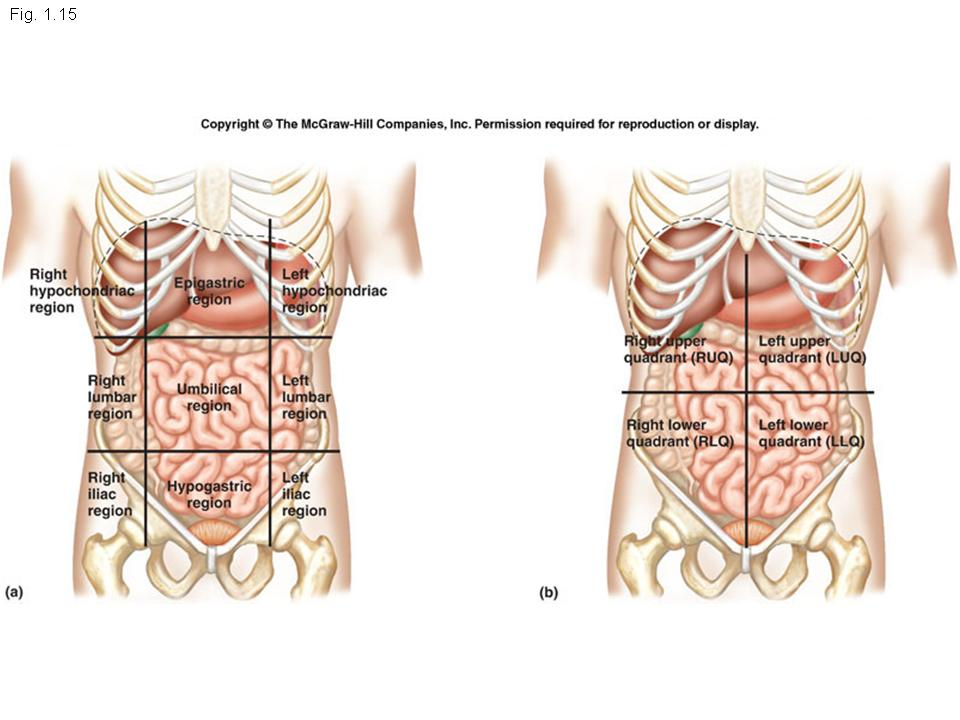 Fig. 1.15
Copyright © The McGraw-Hill Companies, Inc. Permission required for reproduction or display.
Right
hypochondriac
region
Epigastric
region
Left
hypochondriac
region
Right
lumbar
region
Umbilical
region
Left
lumbar
region
Right
iliac
region
Hypogastric
region
Left
iliac
region
(a)
Right upper
quadrant (RUQ)
Left upper
quadrant (LUQ)
Right lower
quadrant (RLQ)
Left lower
quadrant (LLQ)
(b)